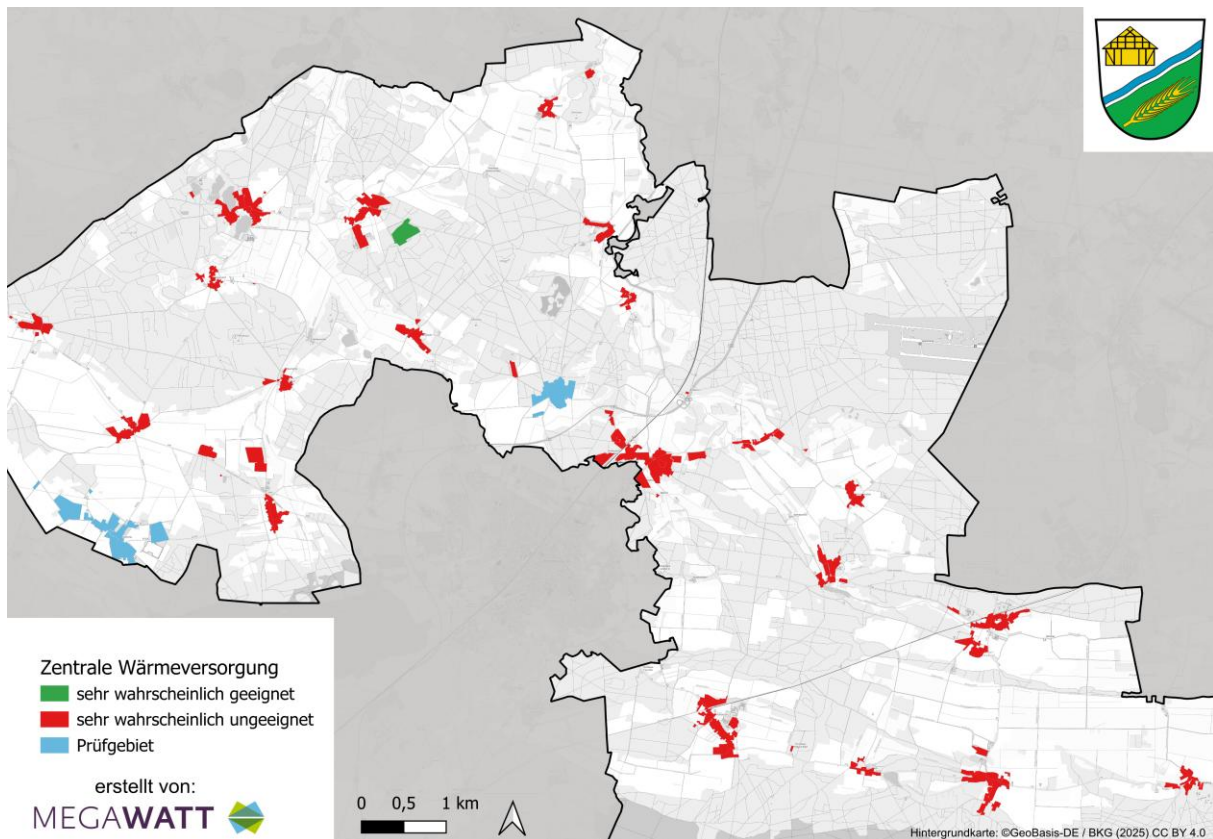 Zentrale Wärmeversorgung
sehr wahrscheinlich geeignet
sehr wahrscheinlich ungeeignet
Prüfgebiet
erstellt von:
MEGAWATT
0 0,5 1 km
Hintergrundkarte: ©GeoBasis-DE / BKG (2025) CC BY 4.0